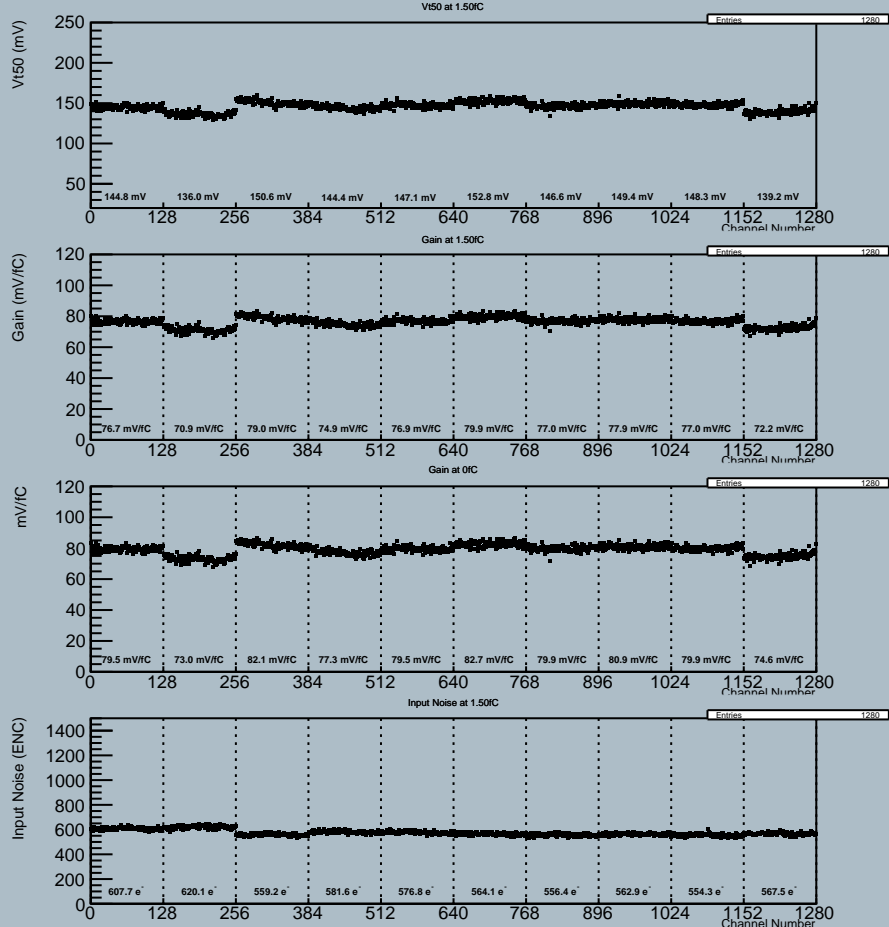 Vt50 at 1.50fC
Entries 1280
Vt50 (mV)
250
200
150
100
50
144.8 mV 136.0 mV 150.6 mV 144.4 mV 147.1 mV 152.8 mV 146.6 mV 149.4 mV 148.3 mV 139.2 mV
0 128 256 384 512 640 768 896 1024 1152 1280
Channel Number
Gain at 1.50fC
Entries 1280
Gain (mV/fC)
120
100
80
60
40
20
0
76.7 mV/fC 70.9 mV/fC 79.0 mV/fC 74.9 mV/fC 76.9 mV/fC 79.9 mV/fC 77.0 mV/fC 77.9 mV/fC 77.0 mV/fC 72.2 mV/fC
0 128 256 384 512 640 768 896 1024 1152 1280
Channel Number
Gain at 0fC
Entries 1280
mV/fC
120
100
80
60
40
20
0
79.5 mV/fC 73.0 mV/fC 82.1 mV/fC 77.3 mV/fC 79.5 mV/fC 82.7 mV/fC 79.9 mV/fC 80.9 mV/fC 79.9 mV/fC 74.6 mV/fC
0 128 256 384 512 640 768 896 1024 1152 1280
Channel Number
Input Noise at 1.50fC
Entries 1280
Input Noise (ENC)
1400
1200
1000
800
600
400
200
0
607.7 e⁻ 620.1 e⁻ 559.2 e⁻ 581.6 e⁻ 576.8 e⁻ 564.1 e⁻ 556.4 e⁻ 562.9 e⁻ 554.3 e⁻ 567.5 e⁻
0 128 256 384 512 640 768 896 1024 1152 1280
Channel Number